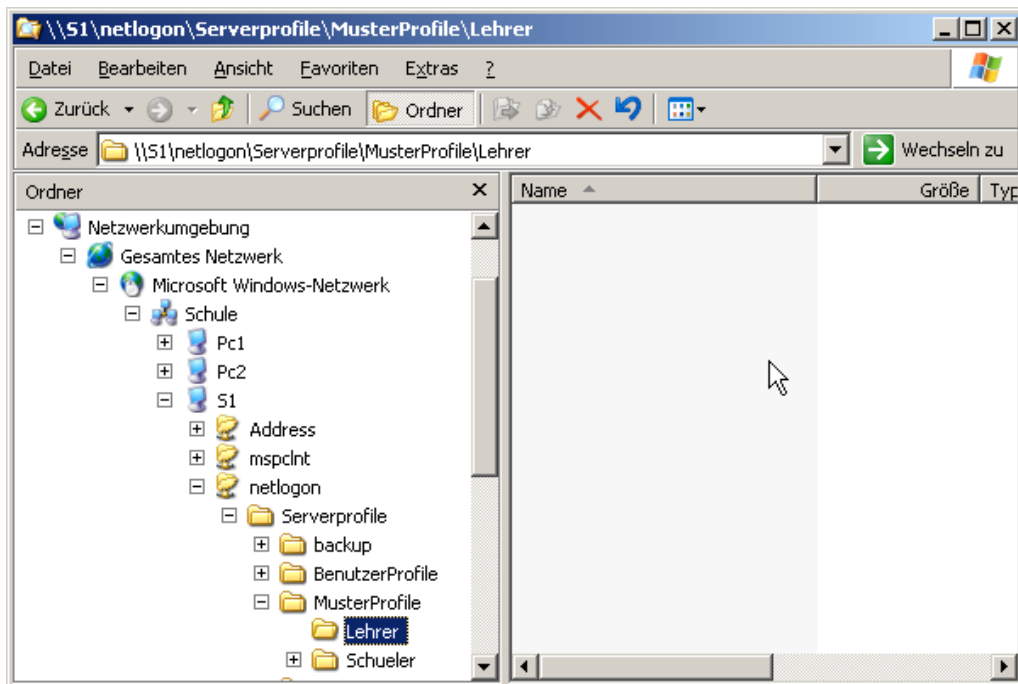 \\S1\netlogon\Serverprofile\MusterProfile\Lehrer
Datei Bearbeiten Ansicht Favoriten Extras ?
Zurück Suchen Ordner
Adresse \\S1\netlogon\Serverprofile\MusterProfile\Lehrer Wechseln zu
Ordner Name Größe Typ
Netzwerkumgebung
Gesamtes Netzwerk
Microsoft Windows-Netzwerk
Schule
Pc1
Pc2
S1
Address
mspclnt
netlogon
Serverprofile
backup
BenutzerProfile
MusterProfile
Lehrer
Schueler